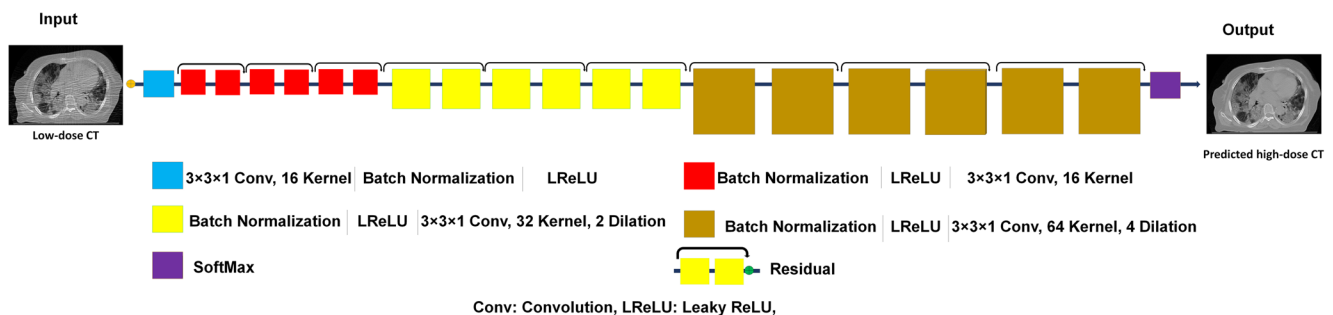 Input
Output
Low-dose CT
Predicted high-dose CT
3×3×1 Conv, 16 Kernel Batch Normalization LReLU
Batch Normalization LReLU 3×3×1 Conv, 16 Kernel
Batch Normalization LReLU 3×3×1 Conv, 32 Kernel, 2 Dilation
Batch Normalization LReLU 3×3×1 Conv, 64 Kernel, 4 Dilation
SoftMax
Residual
Conv: Convolution, LReLU: Leaky ReLU,